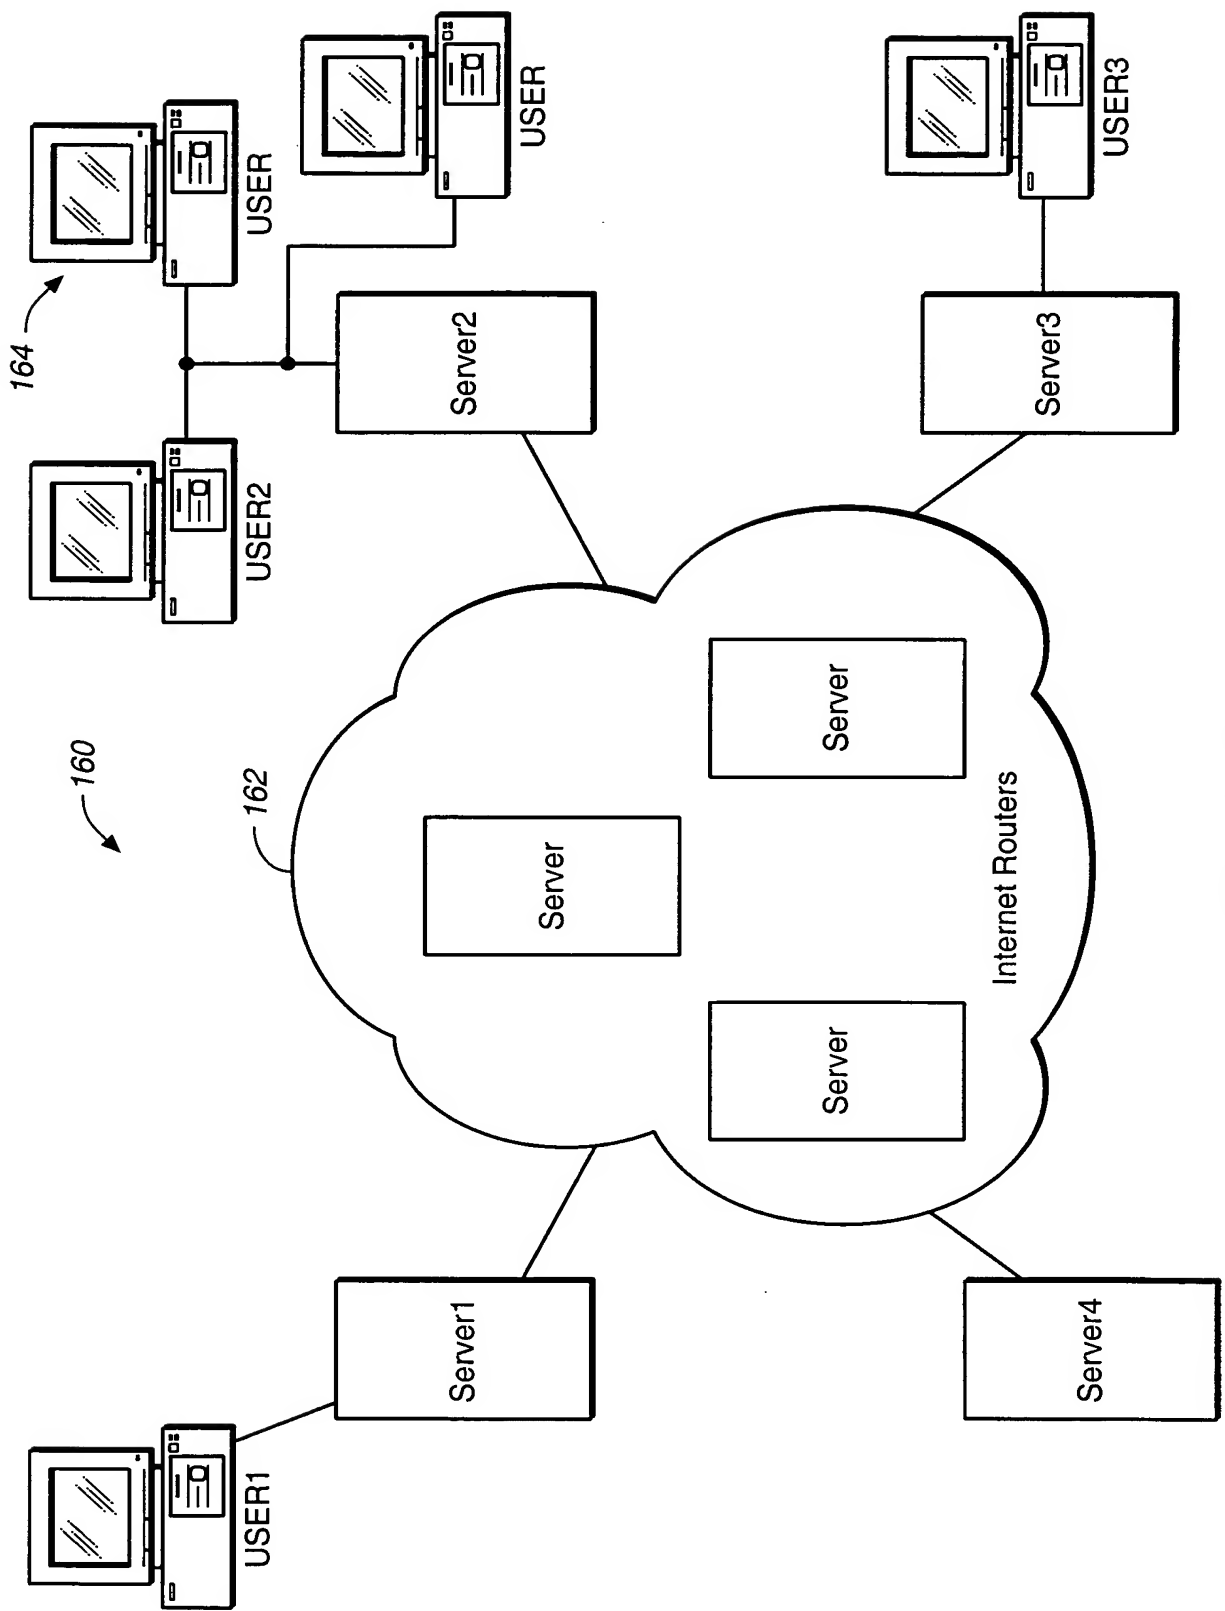 USER1
Server1
Server4
160
162
Server
Server
Server
Internet Routers
USER2
164
USER
USER
Server2
Server3
USER3